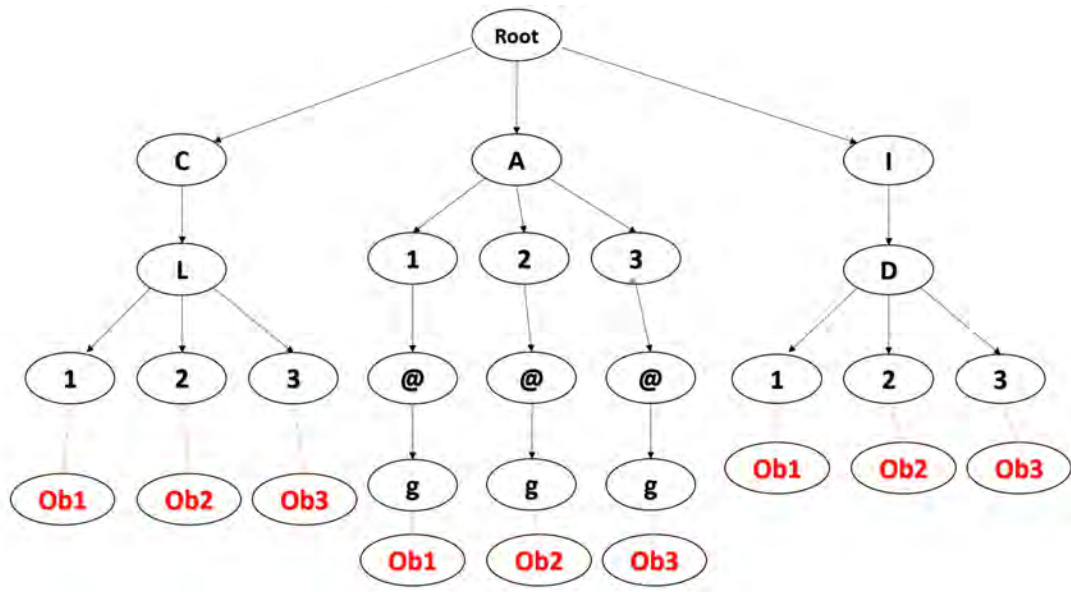 Root
C A I
1 2 3
L D
1 2 3 @ @ @ 1 2 3
Ob1 Ob2 Ob3
g g g
Ob1 Ob2 Ob3
Ob1 Ob2 Ob3